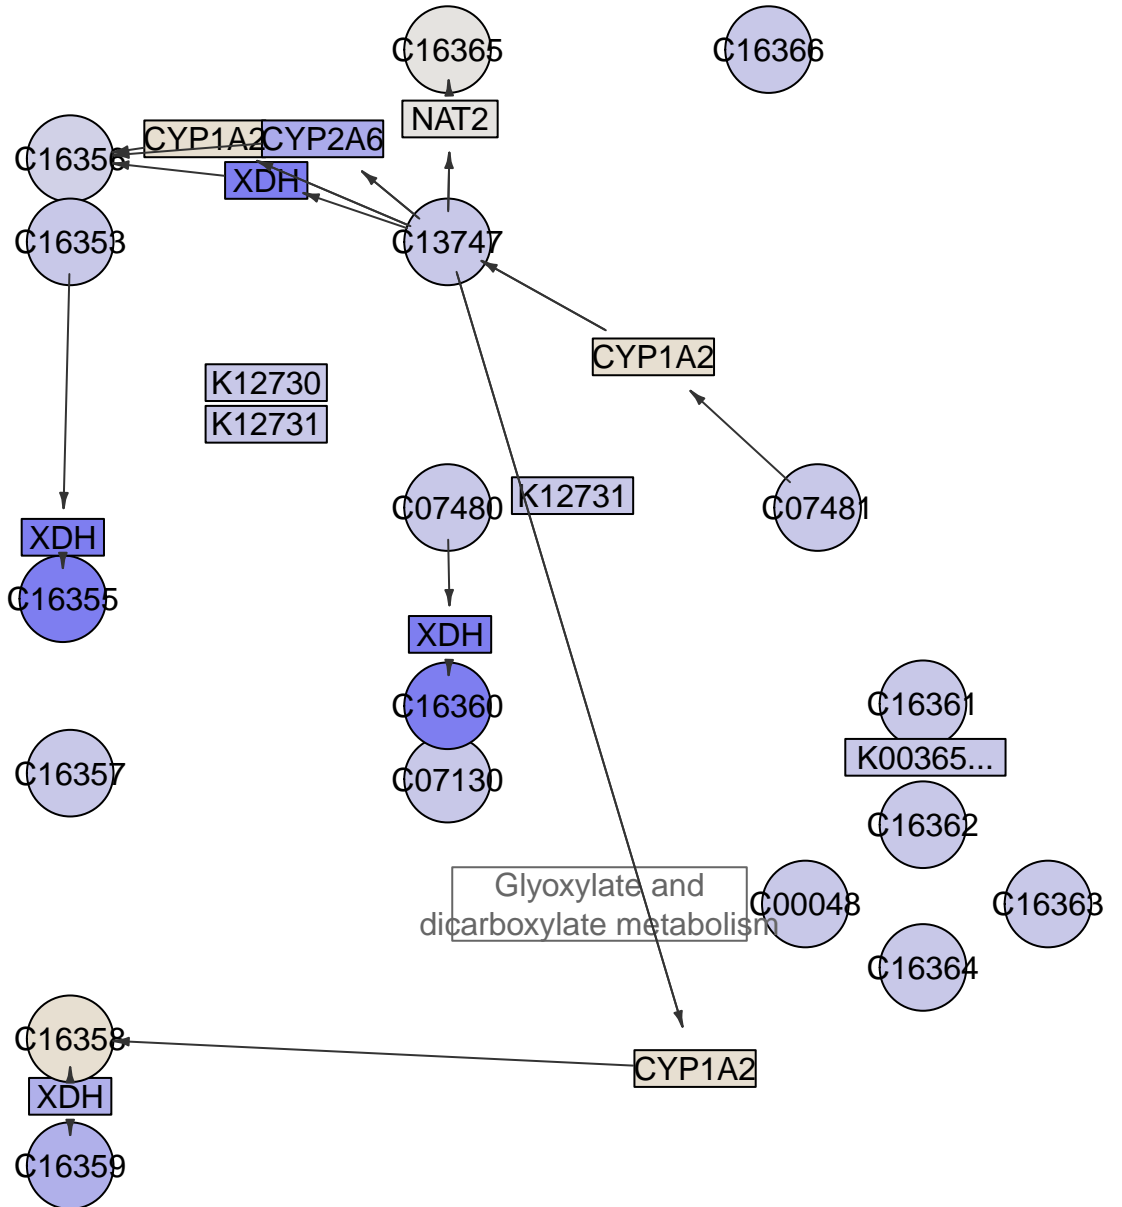 C16365
C16366
NAT2
CYP1A2
CYP2A6
C16356
XDH
C16353
C13747
CYP1A2
K12730
K12731
K12731
C07480
C07481
XDH
C16355
XDH
C16360
C16361
K00365...
C16357
C07130
C16362
Glyoxylate and
dicarboxylate metabolism
C00048
C16363
C16364
C16358
CYP1A2
XDH
C16359